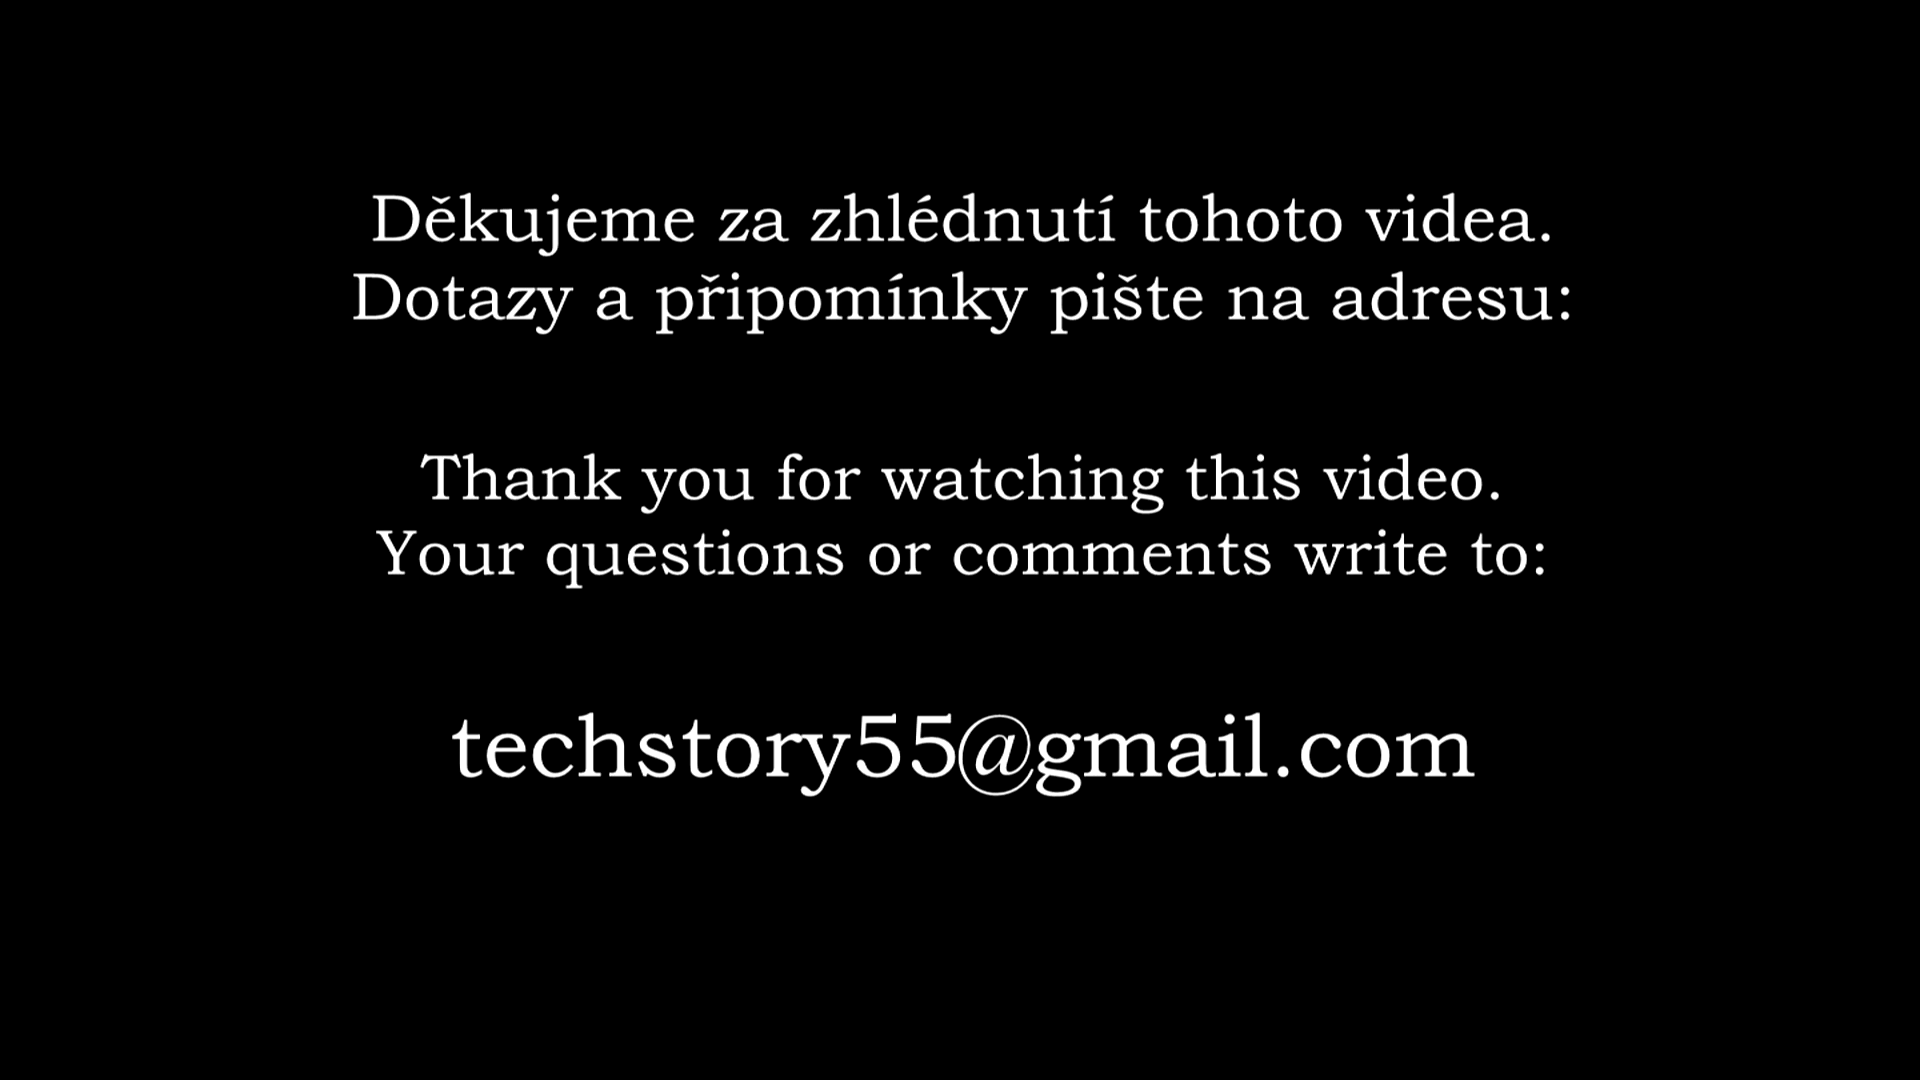 Děkujeme za zhlédnutí tohoto videa.
Dotazy a připomínky pište na adresu:
Thank you for watching this video.
Your questions or comments write to:
techstory55@gmail.com